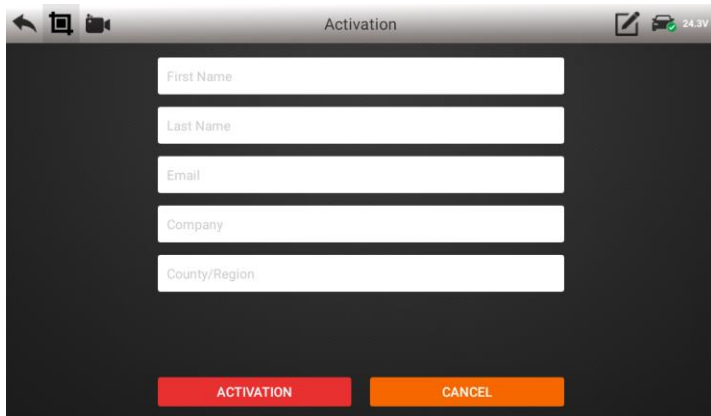 Activation
24.3V
First Name
Last Name
Email
Company
County/Region
ACTIVATION
CANCEL